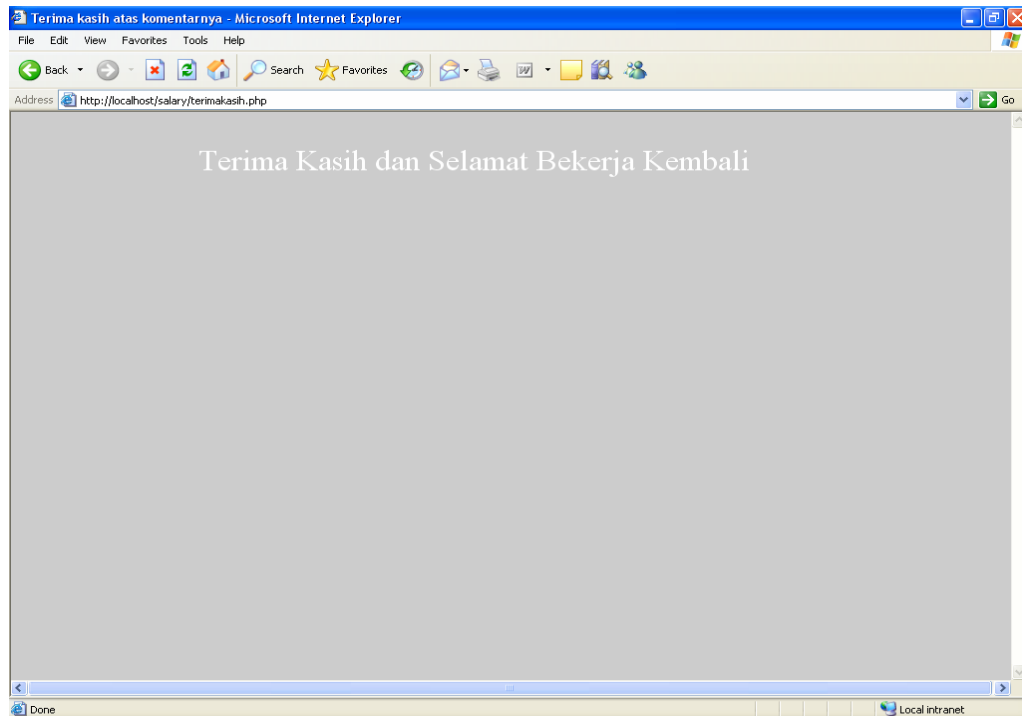 Terima kasih atas komentarnya - Microsoft Internet Explorer
File Edit View Favorites Tools Help
Back Search Favorites
Address http://localhost/salary/terimakasih.php Go
Terima Kasih dan Selamat Bekerja Kembali
Done Local intranet